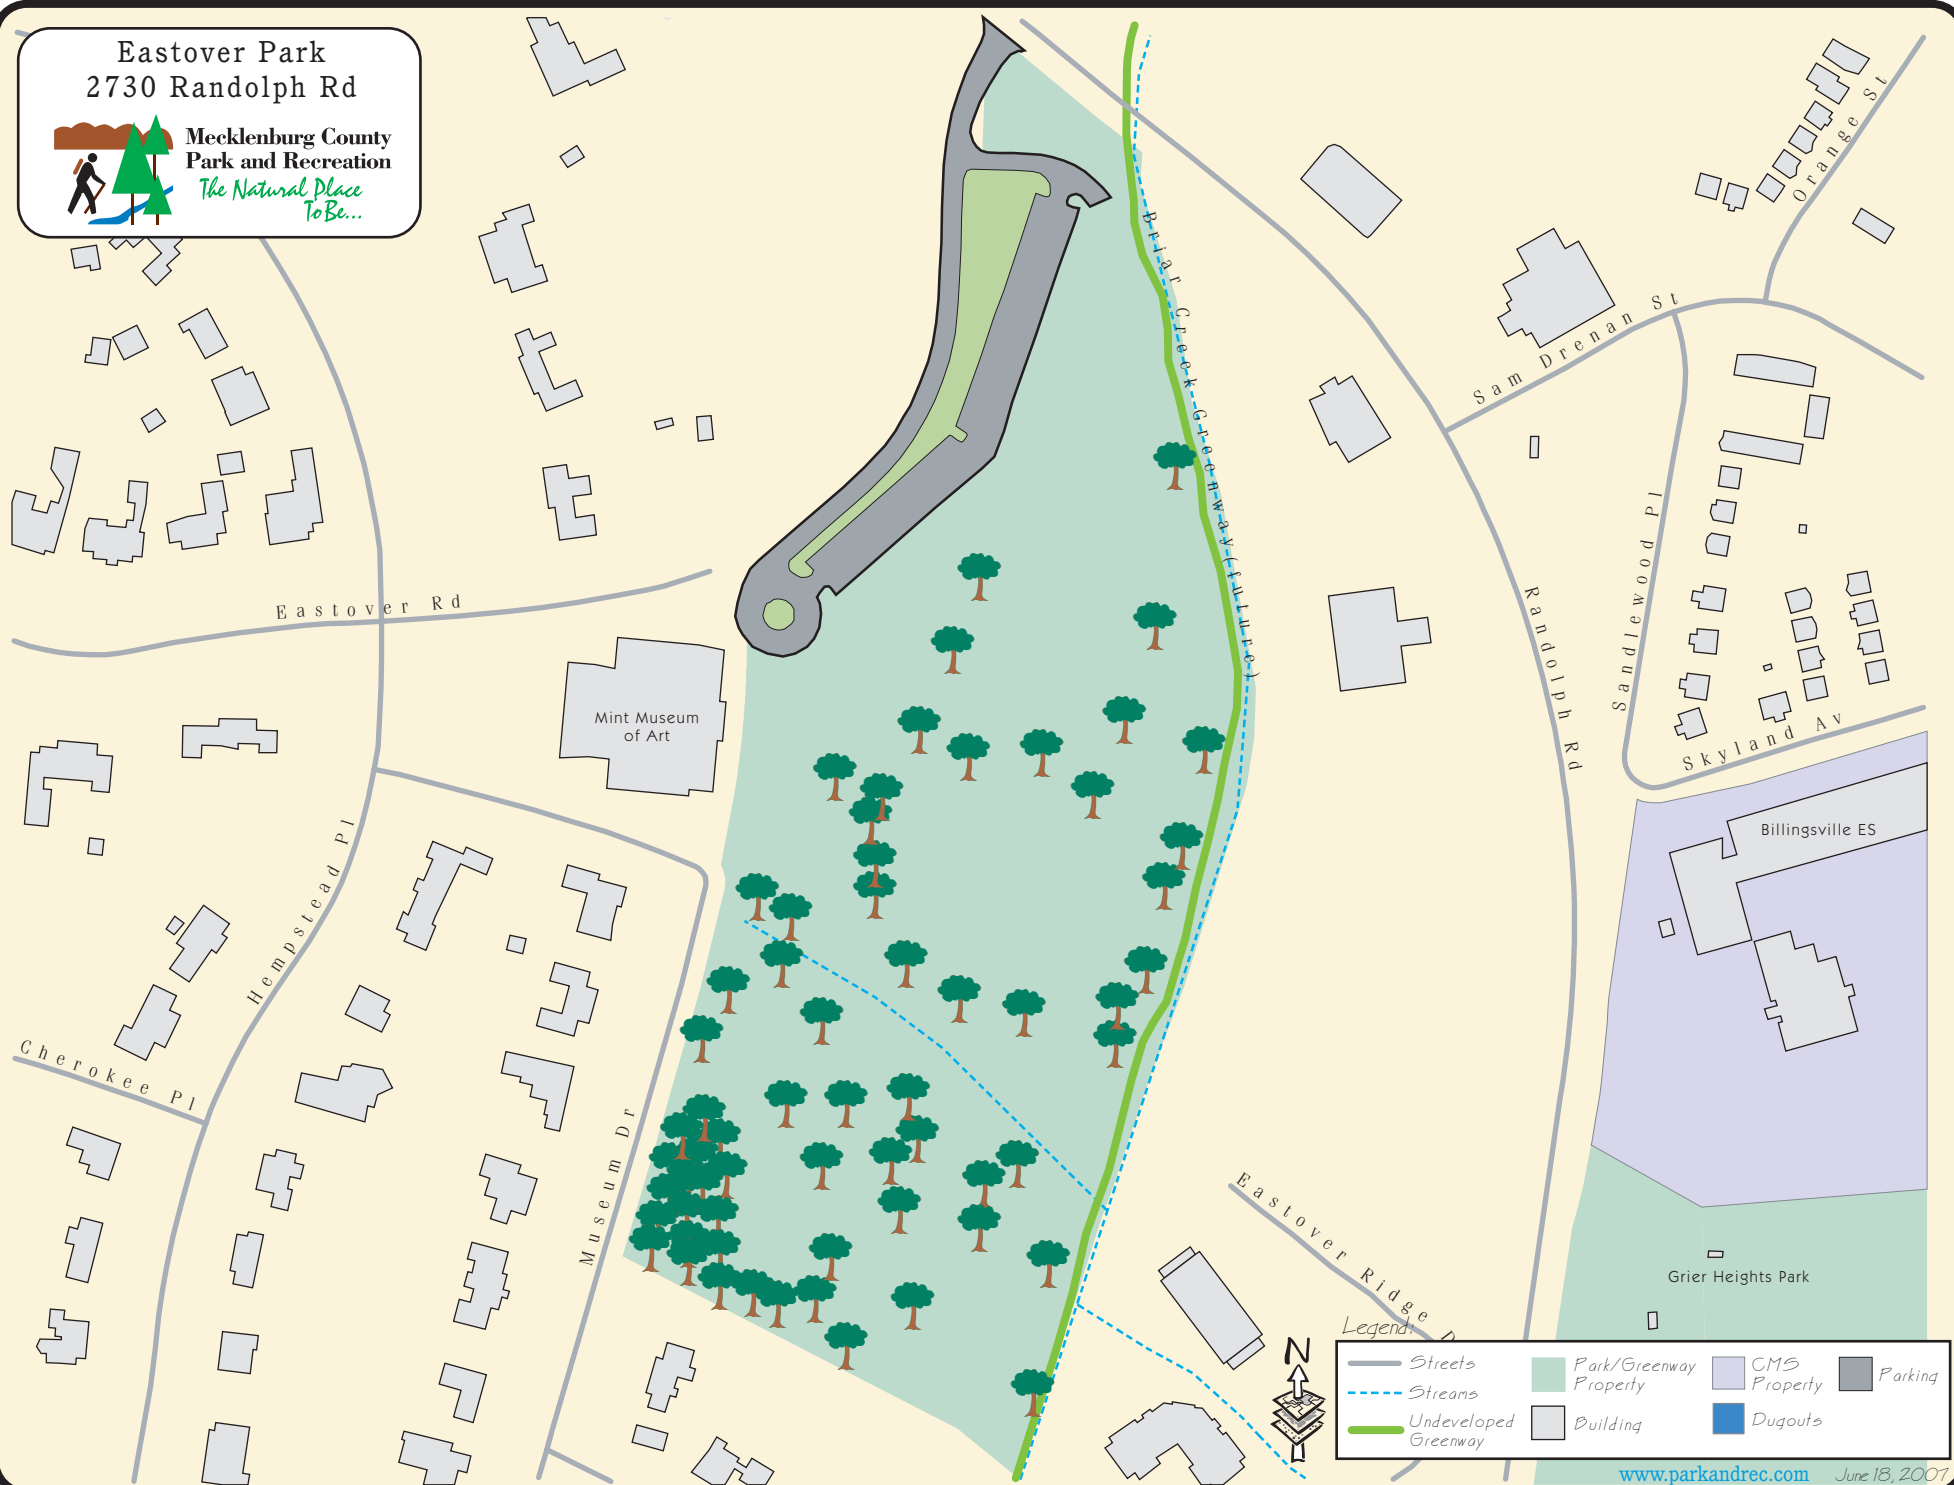 Eastover Park
2730 Randolph Rd
Mecklenburg County
Park and Recreation
The Natural Place
To Be...
Orange St
Briar Creek Greenway (future)
Sam Drenan St
Sandlewood Pl
Randolph Rd
Eastover Rd
Mint Museum
of Art
Skyland Av
Billingsville ES
Hempstead Pl
Cherokee Pl
Museum Dr
Eastover Ridge D
Grier Heights Park
N
Legend:
Streets
Streams
Undeveloped
Greenway
Park/Greenway
Property
Building
CMS
Property
Dugouts
Parking
www.parkandrec.com
June 18, 2007